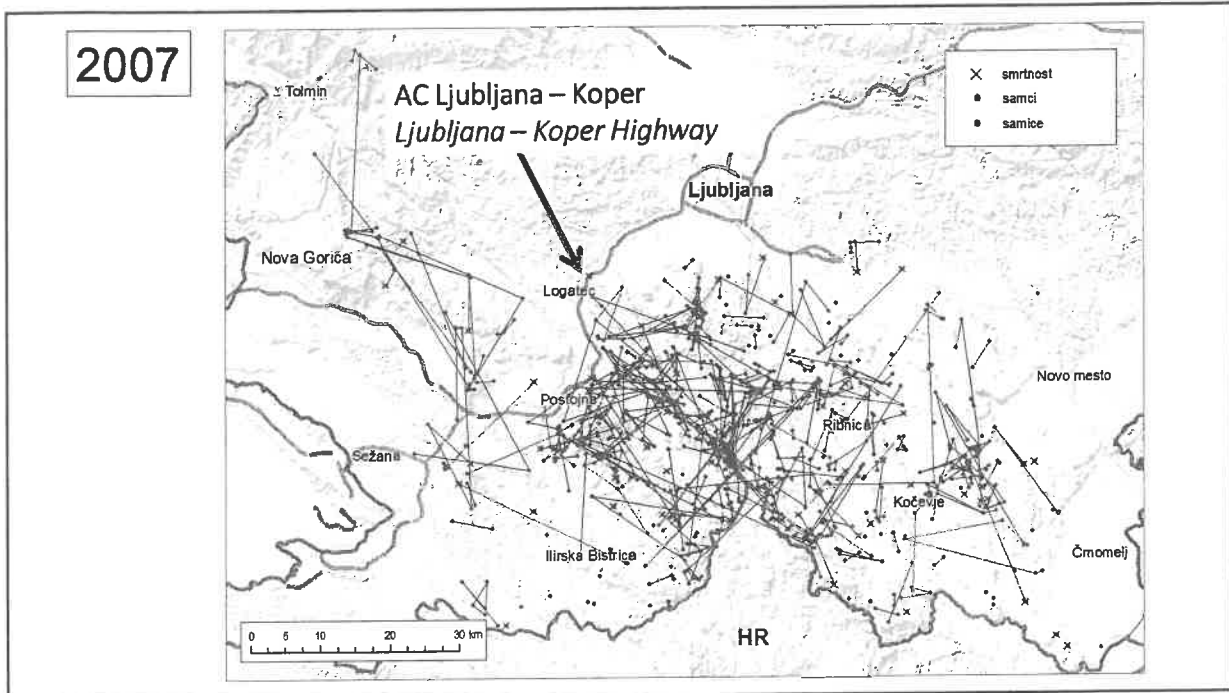 2007
Tolmin
AC Ljubljana – Koper
Ljubljana – Koper Highway
smrtnost
samci
samice
Ljubljana
Nova Gorica
Logatec
Novo mesto
Postojna
Ribnica
Sežana
Kočevje
Ilirska Bistrica
Črnomelj
HR
0 5 10 20 30 km